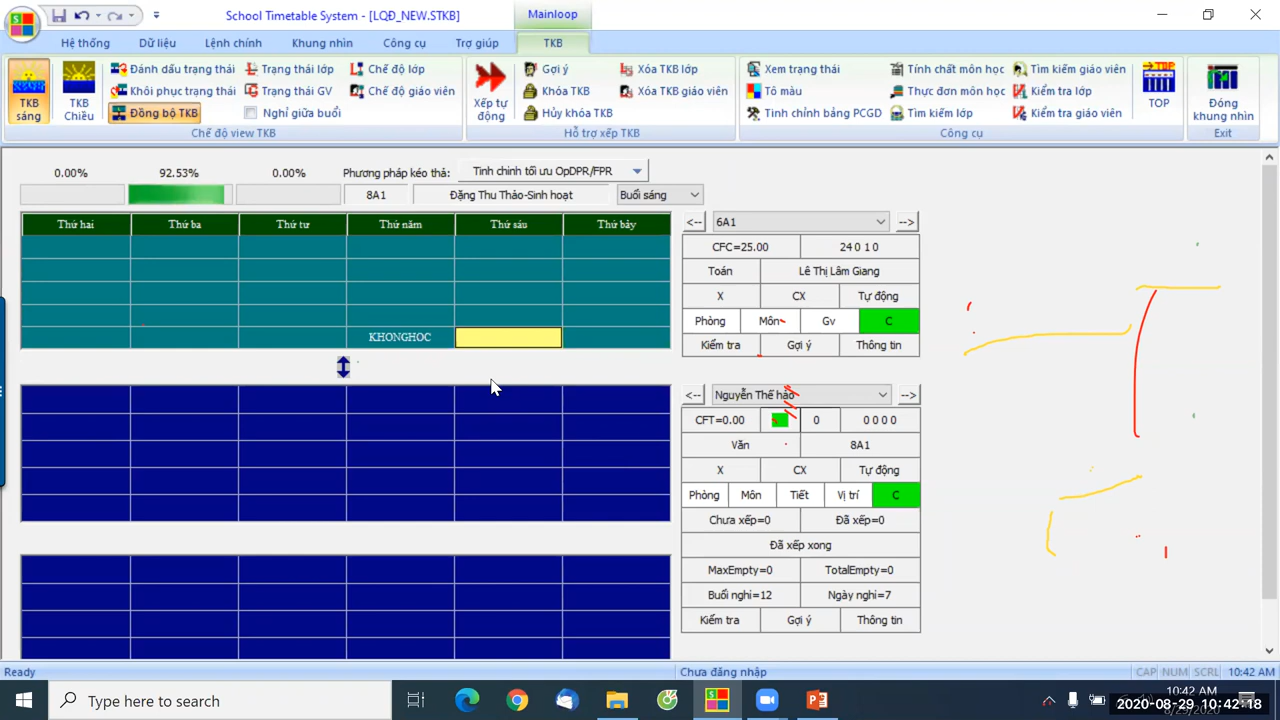 School Timetable System - [LQĐ_NEW.STKB]
Mainloop
Hệ thống Dữ liệu Lệnh chính Khung nhìn Công cụ Trợ giúp TKB
TKB sáng
TKB Chiều
Đánh dấu trạng thái Trạng thái lớp Chế độ lớp
Khôi phục trạng thái Trạng thái GV Chế độ giáo viên
Đồng bộ TKB Nghỉ giữa buổi
Chế độ view TKB
Xếp tự động
Gợi ý Xóa TKB lớp
Khóa TKB Xóa TKB giáo viên
Hủy khóa TKB
Hỗ trợ xếp TKB
Xem trạng thái Tính chất môn học Tìm kiếm giáo viên
Tô màu Thực đơn môn học Kiểm tra lớp
Tinh chỉnh bảng PCGD Tìm kiếm lớp Kiểm tra giáo viên
TOP
TOP
Công cụ
Đóng khung nhìn
Exit
0.00% 92.53% 0.00% Phương pháp kéo thả: Tinh chỉnh tối ưu OpDPR/FPR
8A1 Đặng Thu Thảo-Sinh hoạt Buổi sáng
Thứ hai Thứ ba Thứ tư Thứ năm Thứ sáu Thứ bảy
KHONGHOC
<-- 6A1 -->
CFC=25.00 24 0 1 0
Toán Lê Thị Lâm Giang
X CX Tự động
Phòng Môn Gv C
Kiểm tra Gợi ý Thông tin
<-- Nguyễn Thế hảo -->
CFT=0.00 0 0 0 0 0
Văn 8A1
X CX Tự động
Phòng Môn Tiết Vị trí C
Chưa xếp=0 Đã xếp=0
Đã xếp xong
MaxEmpty=0 TotalEmpty=0
Buổi nghỉ=12 Ngày nghỉ=7
Kiểm tra Gợi ý Thông tin
Ready Chưa đăng nhập CAP NUM SCRL 10:42 AM
Type here to search
10:42 AM
2020-08-29 10:42:18